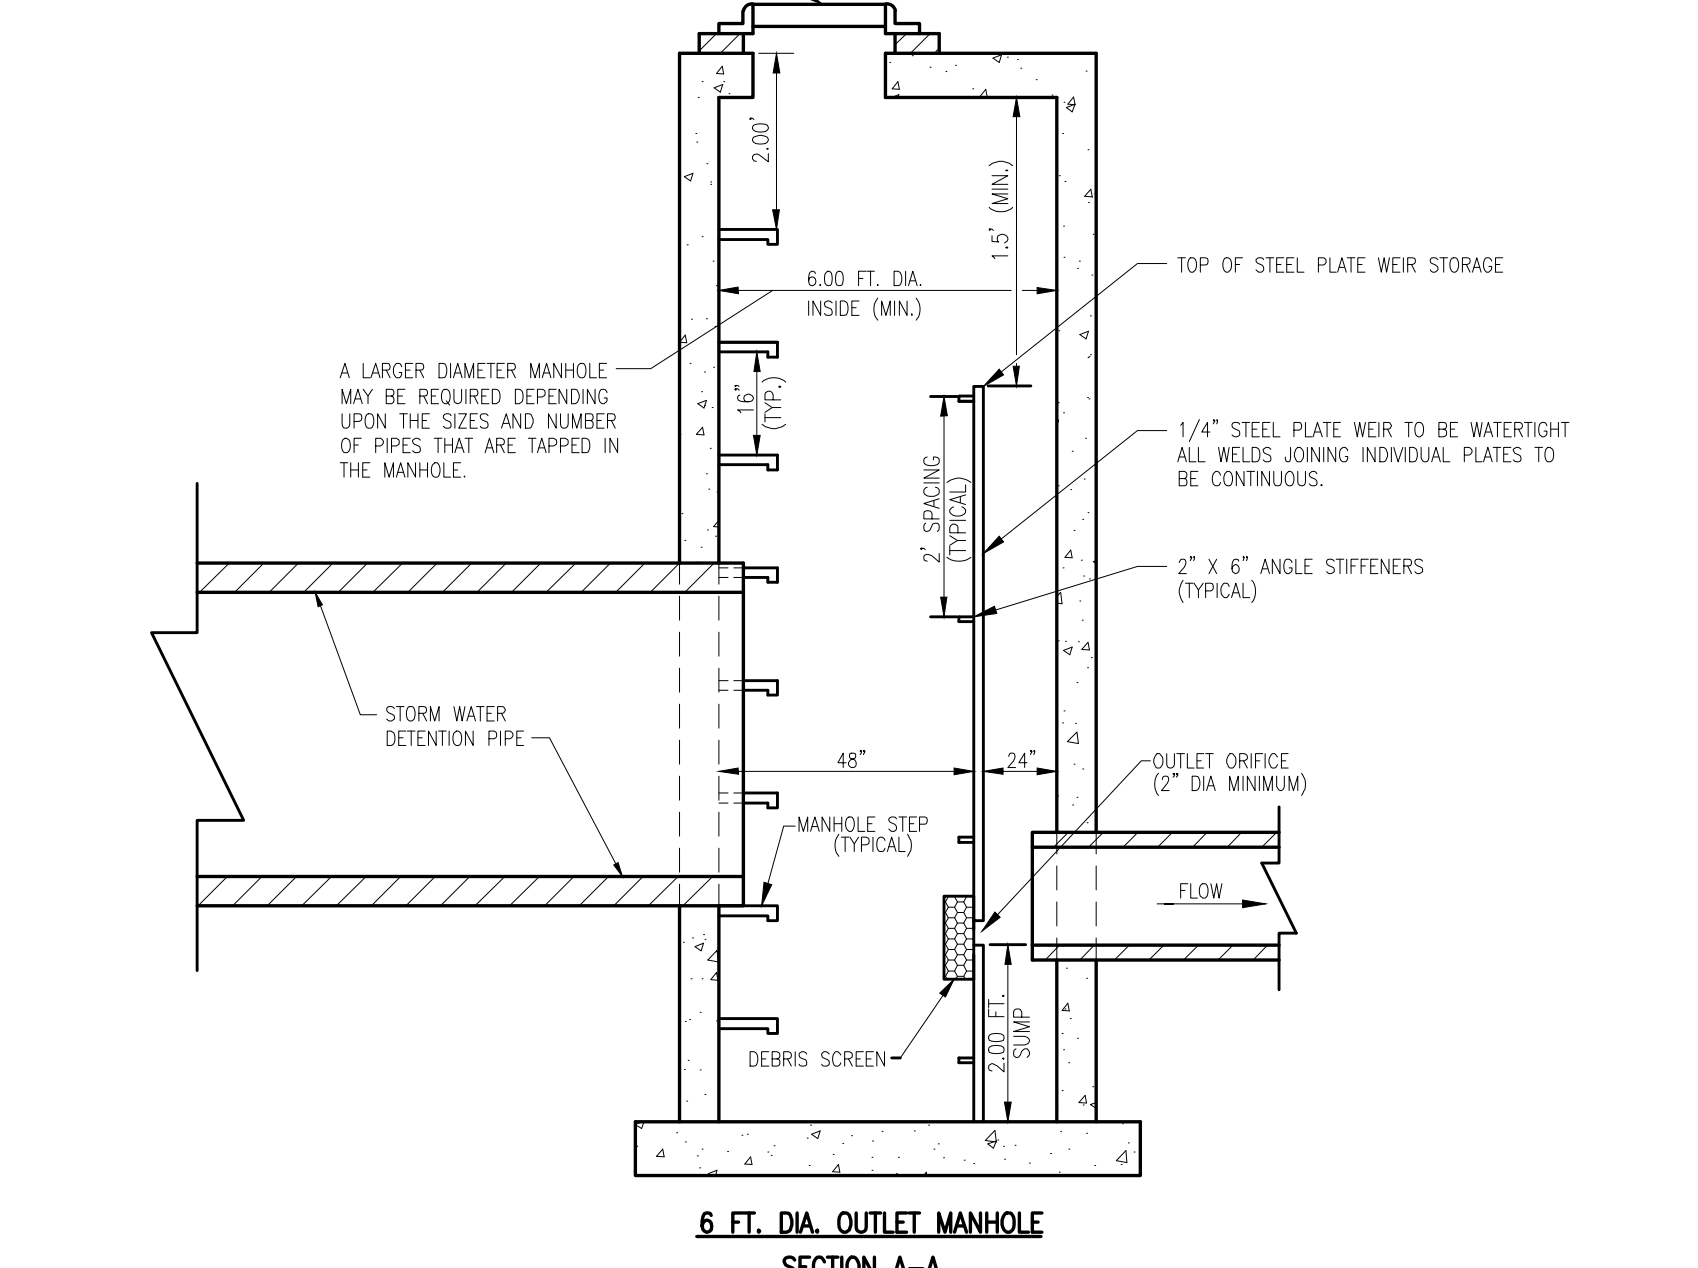 2.00'
1.5' (MIN.)
TOP OF STEEL PLATE WEIR STORAGE
6.00 FT. DIA.
INSIDE (MIN.)
A LARGER DIAMETER MANHOLE
MAY BE REQUIRED DEPENDING
UPON THE SIZES AND NUMBER
OF PIPES THAT ARE TAPPED IN
THE MANHOLE.
16"
(TYP.)
1/4" STEEL PLATE WEIR TO BE WATERTIGHT
ALL WELDS JOINING INDIVIDUAL PLATES TO
BE CONTINUOUS.
2' SPACING
(TYPICAL)
2" X 6" ANGLE STIFFENERS
(TYPICAL)
STORM WATER
DETENTION PIPE
48"
24"
OUTLET ORIFICE
(2" DIA MINIMUM)
MANHOLE STEP
(TYPICAL)
FLOW
2.00 FT.
SUMP
DEBRIS SCREEN
6 FT. DIA. OUTLET MANHOLE
SECTION A-A